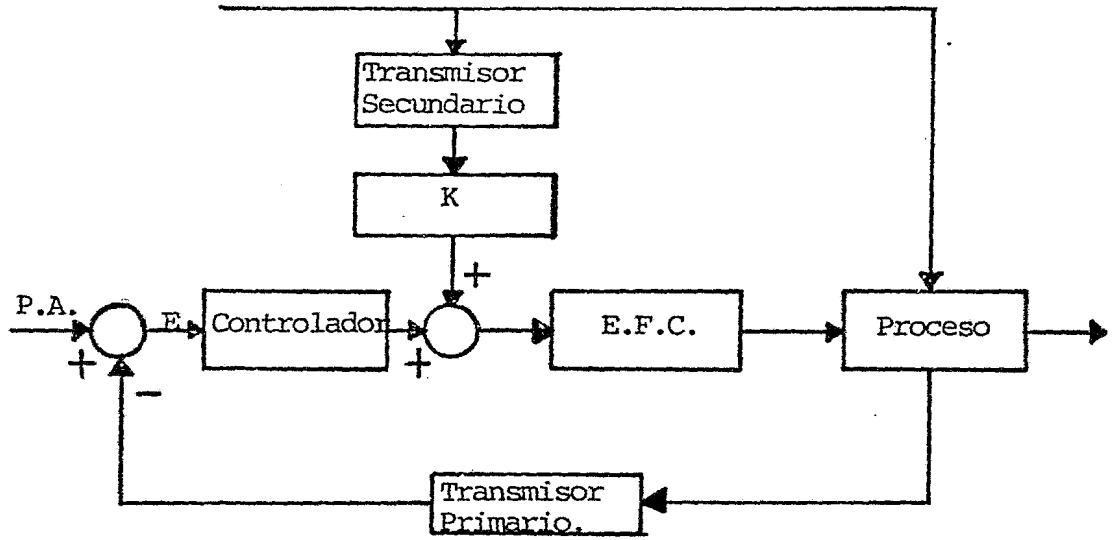 Transmisor
Secundario
K
+
P.A.
E
Controlador
E.F.C.
Proceso
+
+
-
Transmisor
Primario.